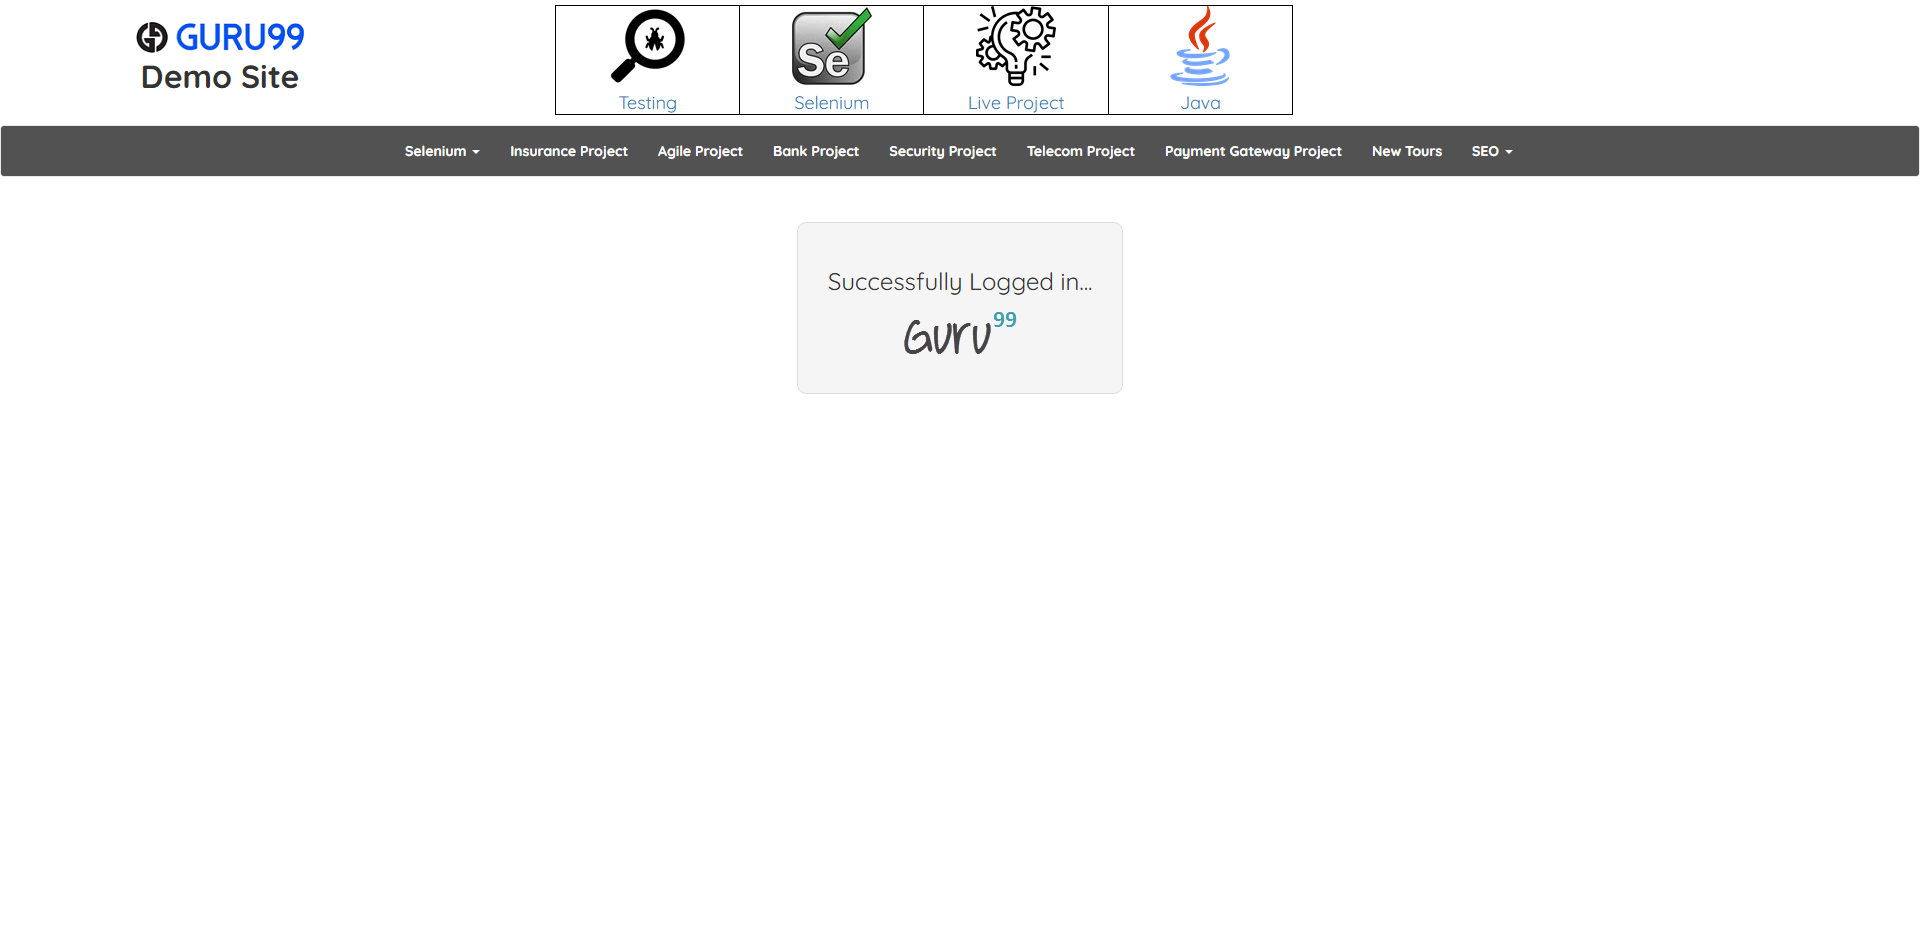 GURU99
Demo Site
Se
Testing
Selenium
Live Project
Java
Selenium
Insurance Project
Agile Project
Bank Project
Security Project
Telecom Project
Payment Gateway Project
New Tours
SEO
Successfully Logged in...
Guru99